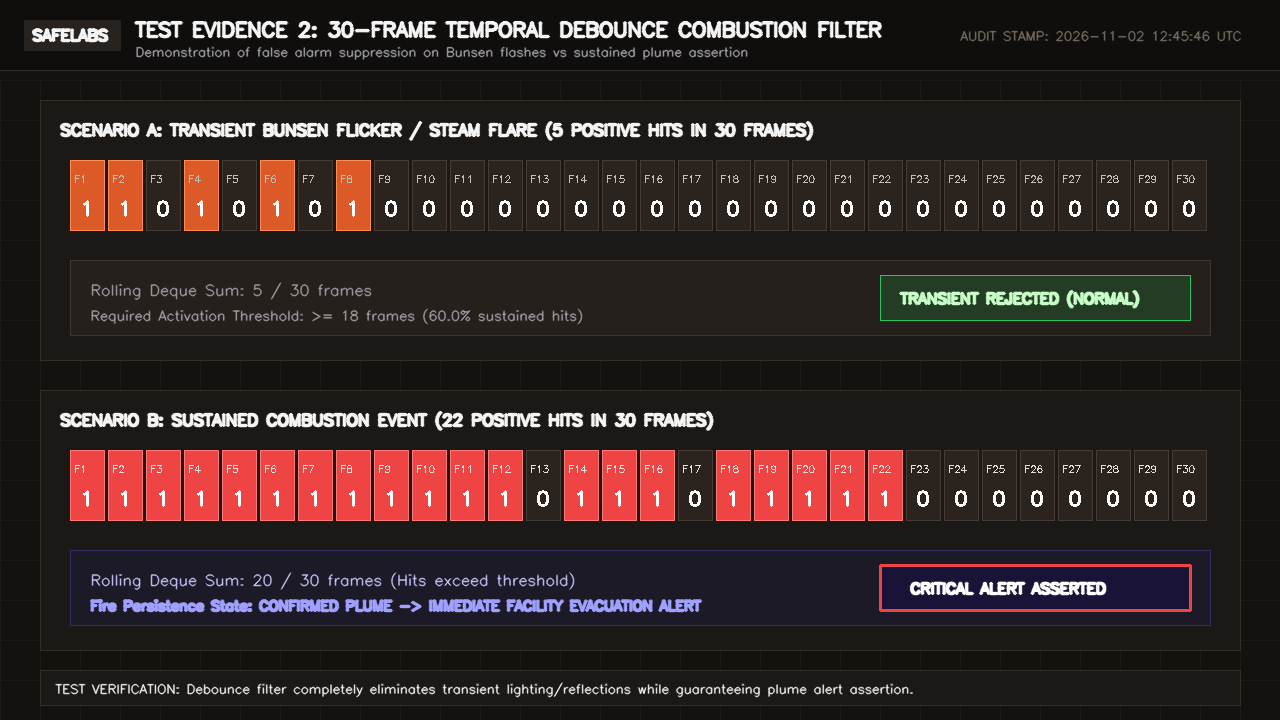 SAFELABS
TEST EVIDENCE 2: 30-FRAME TEMPORAL DEBOUNCE COMBUSTION FILTER
Demonstration of false alarm suppression on Bunsen flashes vs sustained plume assertion
AUDIT STAMP: 2026-11-02 12:45:46 UTC
SCENARIO A: TRANSIENT BUNSEN FLICKER / STEAM FLARE (5 POSITIVE HITS IN 30 FRAMES)
F1 F2 F3 F4 F5 F6 F7 F8 F9 F10 F11 F12 F13 F14 F15 F16 F17 F18 F19 F20 F21 F22 F23 F24 F25 F26 F27 F28 F29 F30
1 1 0 1 0 1 0 1 0 0 0 0 0 0 0 0 0 0 0 0 0 0 0 0 0 0 0 0 0 0
Rolling Deque Sum: 5 / 30 frames
Required Activation Threshold: >= 18 frames (60.0% sustained hits)
TRANSIENT REJECTED (NORMAL)
SCENARIO B: SUSTAINED COMBUSTION EVENT (22 POSITIVE HITS IN 30 FRAMES)
F1 F2 F3 F4 F5 F6 F7 F8 F9 F10 F11 F12 F13 F14 F15 F16 F17 F18 F19 F20 F21 F22 F23 F24 F25 F26 F27 F28 F29 F30
1 1 1 1 1 1 1 1 1 1 1 1 0 1 1 1 0 1 1 1 1 1 0 0 0 0 0 0 0 0
Rolling Deque Sum: 20 / 30 frames (Hits exceed threshold)
Fire Persistence State: CONFIRMED PLUME -> IMMEDIATE FACILITY EVACUATION ALERT
CRITICAL ALERT ASSERTED
TEST VERIFICATION: Debounce filter completely eliminates transient lighting/reflections while guaranteeing plume alert assertion.